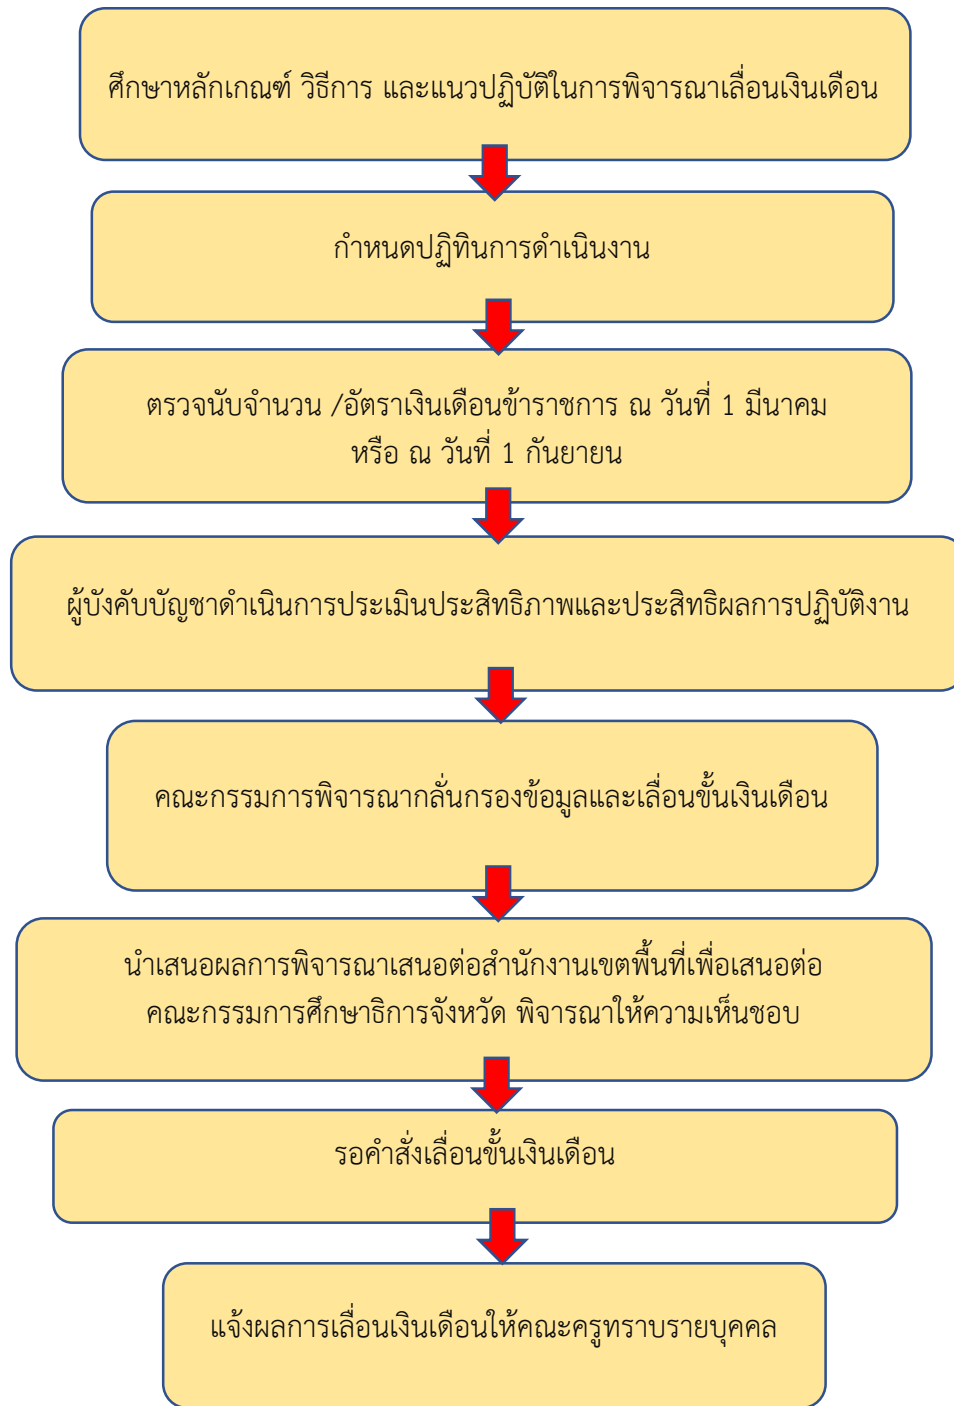 ศึกษาหลักเกณฑ์ วิธีการ และแนวปฏิบัติในการพิจารณาเลื่อนเงินเดือน
กำหนดปฏิทินการดำเนินงาน
ตรวจนับจำนวน /อัตราเงินเดือนข้าราชการ ณ วันที่ 1 มีนาคม
หรือ ณ วันที่ 1 กันยายน
ผู้บังคับบัญชาดำเนินการประเมินประสิทธิภาพและประสิทธิผลการปฏิบัติงาน
คณะกรรมการพิจารณากลั่นกรองข้อมูลและเลื่อนขั้นเงินเดือน
นำเสนอผลการพิจารณาเสนอต่อสำนักงานเขตพื้นที่เพื่อเสนอต่อ
คณะกรรมการศึกษาธิการจังหวัด พิจารณาให้ความเห็นชอบ
รอคำสั่งเลื่อนขั้นเงินเดือน
แจ้งผลการเลื่อนเงินเดือนให้คณะครูทราบรายบุคคล